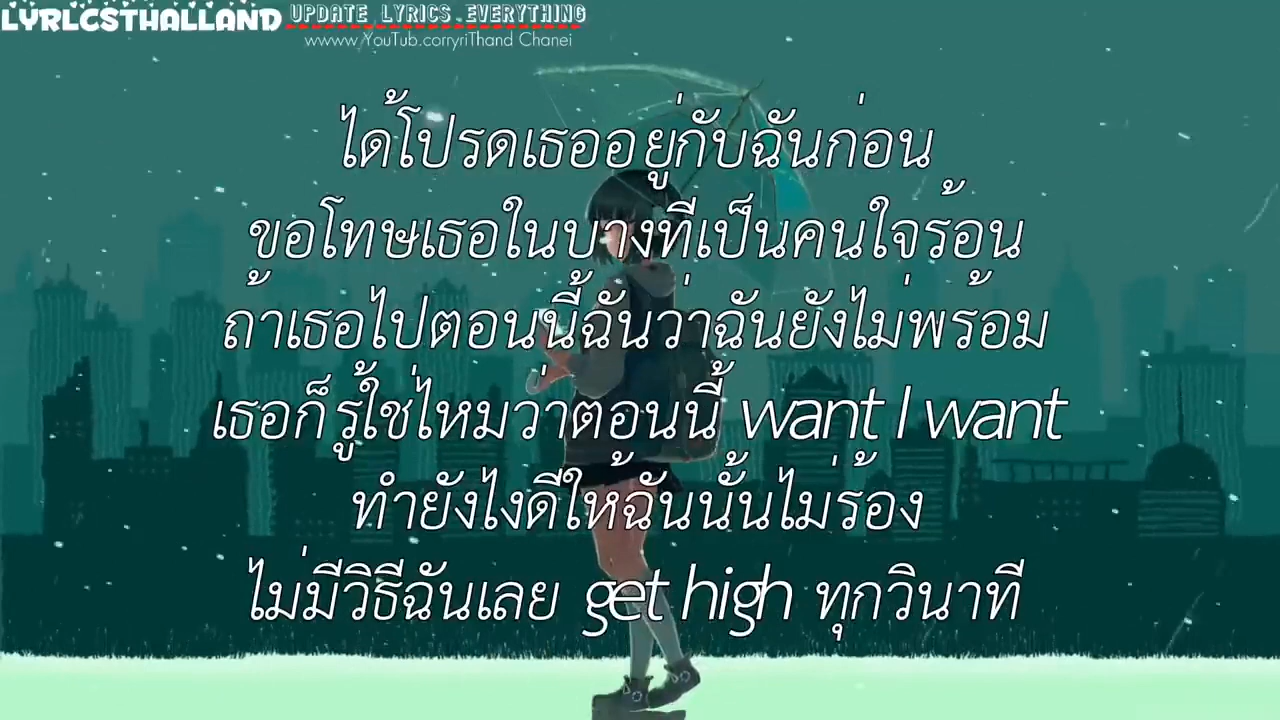 LYRLCSTHALLAND UPDATE LYRICS EVERYTHING
wwww.YouTub.corryriThand Chanei
ได้โปรดเธออยู่กับฉันก่อน
ขอโทษเธอในบางทีเป็นคนใจร้อน
ถ้าเธอไปตอนนี้ฉันว่าฉันยังไม่พร้อม
เธอก็รู้ใช่ไหมว่าตอนนี้ want I want
ทำยังไงดีให้ฉันนั้นไม่ร้อง
ไม่มีวิธีฉันเลย get high ทุกวินาที